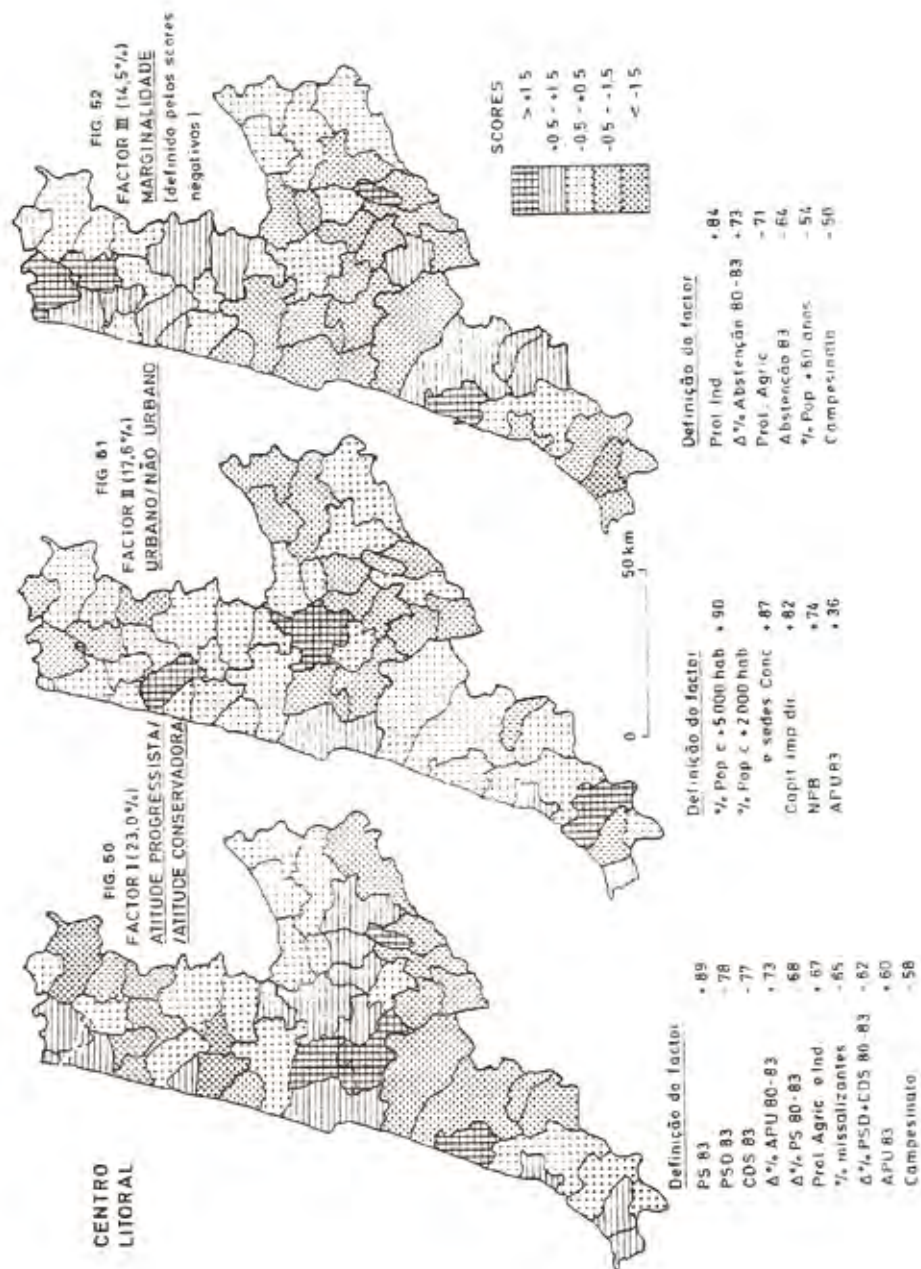 CENTRO
LITORAL
FIG. 50
FACTOR I (23,0%)
ATITUDE PROGRESSISTA/
/ATITUDE CONSERVADORA
FIG 51
FACTOR II (17,6%)
URBANO/NÃO URBANO
FIG. 52
FACTOR III (14,5%)
MARGINALIDADE
(definido pelos scores
negativos)
SCORES
> +1.5
+0.5 - +1.5
-0.5 - +0.5
-0.5 - -1.5
< -1.5
0 50 km
Definição do factor
PS 83 + 89
PSD 83 - 78
CDS 83 - 77
Δ% APU 80-83 + 73
Δ% PS 80-83 - 68
Prol. Agric e Ind. + 67
% missalizantes - 65
Δ% PSD+CDS 80-83 - 62
APU 83 + 60
Campesinato - 58
Definição do factor
% Pop c +5000 hab + 90
% Pop c +2000 hab
e sedes Conc + 87
Capit imp dir + 82
NPB + 74
APU 83 + 36
Definição do factor
Prol Ind + 84
Δ% Abstenção 80-83 + 73
Prol. Agric - 71
Abstenção 83 - 64
% Pop +60 anos - 54
Campesinato - 50